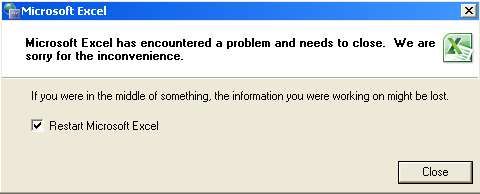 Microsoft Excel
Microsoft Excel has encountered a problem and needs to close.  We are
sorry for the inconvenience.
If you were in the middle of something, the information you were working on might be lost.
Restart Microsoft Excel
Close